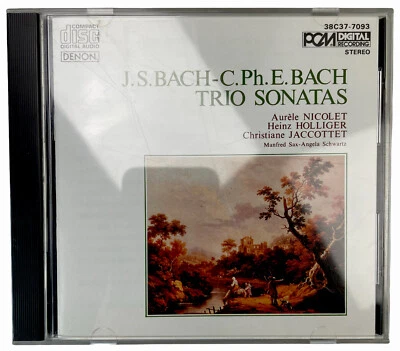 COMPACT
disc
DIGITAL AUDIO
DENON
38C37-7093
PCM DIGITAL RECORDING
STEREO
J.S.BACH-C.Ph.E.BACH
TRIO SONATAS
Aurèle NICOLET
Heinz HOLLIGER
Christiane JACCOTTET
Manfred Sax-Angela Schwartz